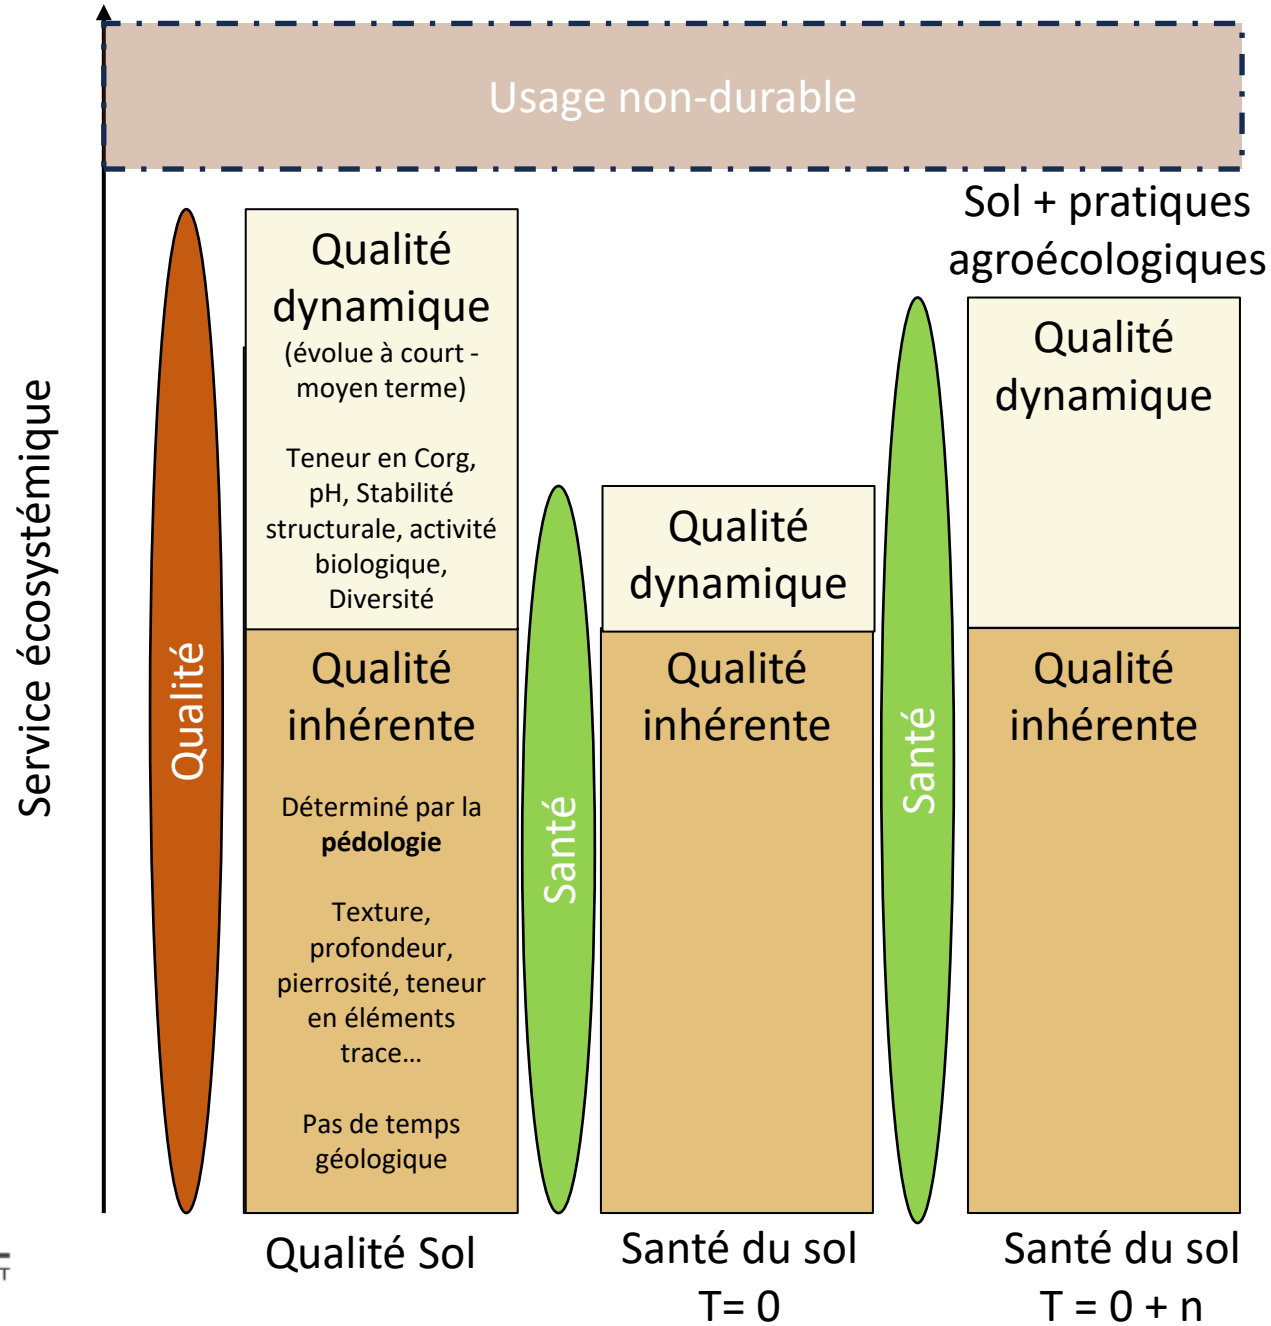 Usage non-durable
Service écosystémique
Qualité
Qualité
dynamique
(évolue à court -
moyen terme)
Teneur en Corg,
pH, Stabilité
structurale, activité
biologique,
Diversité
Qualité
inhérente
Déterminé par la
pédologie
Texture,
profondeur,
pierrosité, teneur
en éléments
trace…
Pas de temps
géologique
Qualité Sol
Santé
Qualité
dynamique
Qualité
inhérente
Santé du sol
T= 0
Santé
Sol + pratiques
agroécologiques
Qualité
dynamique
Qualité
inhérente
Santé du sol
T = 0 + n
T